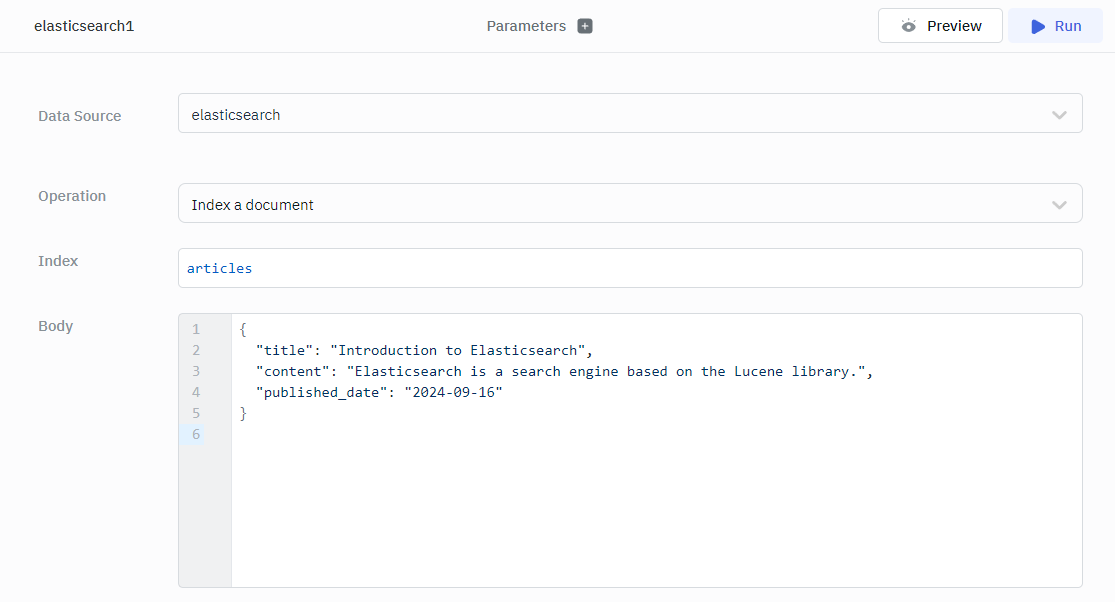 elasticsearch1
Parameters +
Preview
Run
Data Source
elasticsearch
Operation
Index a document
Index
articles
Body
1 {
2   "title": "Introduction to Elasticsearch",
3   "content": "Elasticsearch is a search engine based on the Lucene library.",
4   "published_date": "2024-09-16"
5 }
6